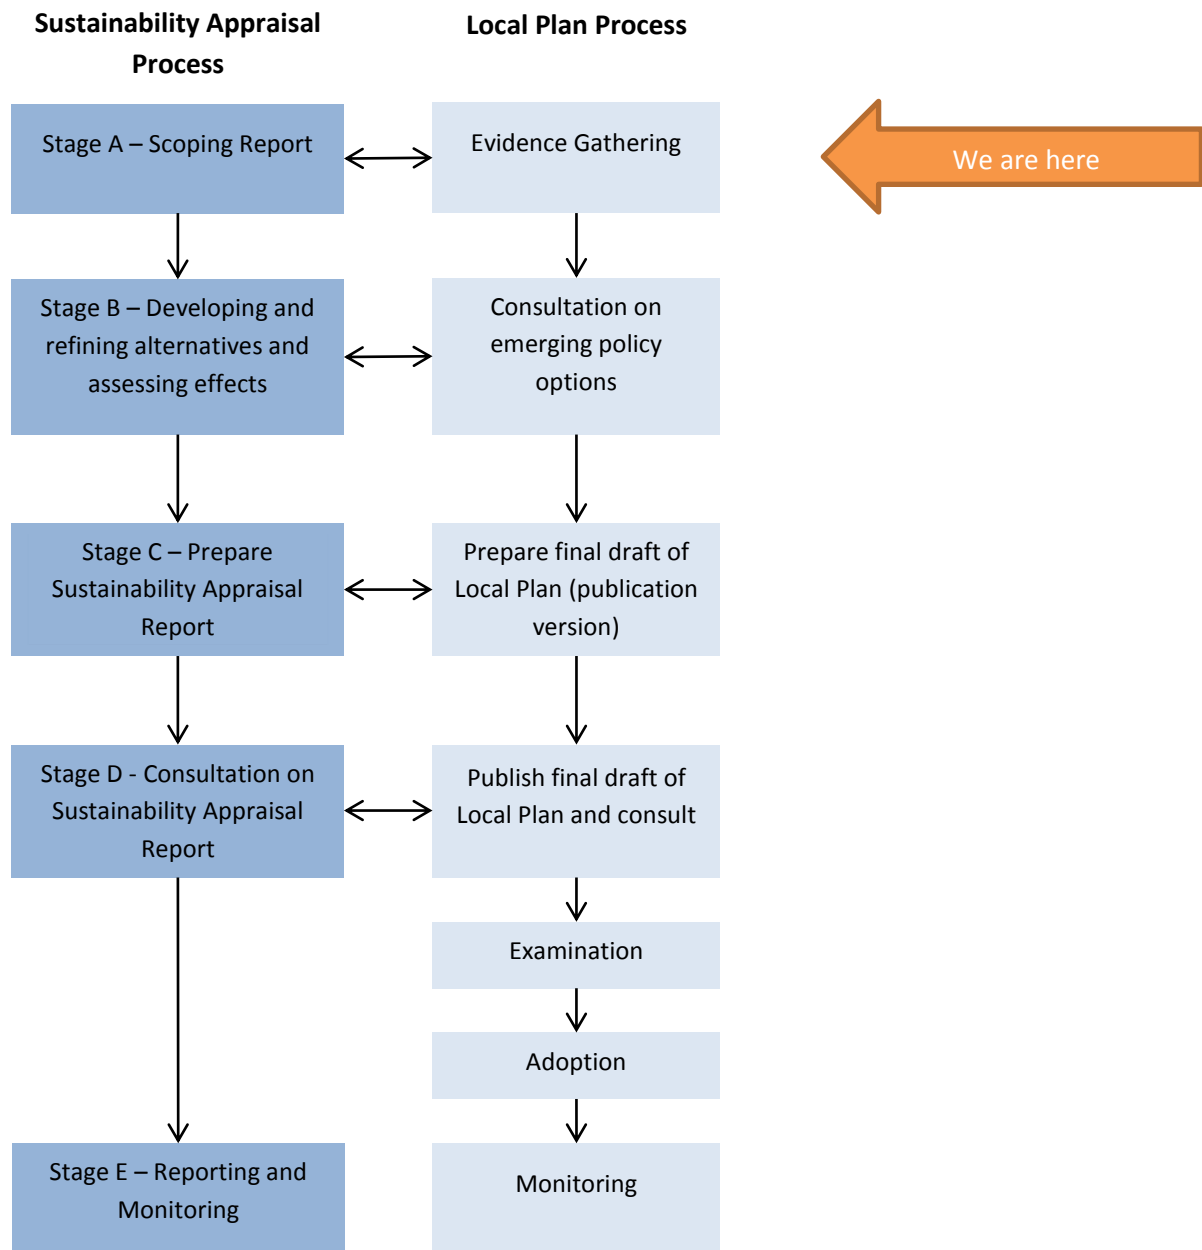 Sustainability Appraisal
Process
Local Plan Process
Stage A – Scoping Report
Evidence Gathering
We are here
Stage B – Developing and
refining alternatives and
assessing effects
Consultation on
emerging policy
options
Stage C – Prepare
Sustainability Appraisal
Report
Prepare final draft of
Local Plan (publication
version)
Stage D - Consultation on
Sustainability Appraisal
Report
Publish final draft of
Local Plan and consult
Examination
Adoption
Stage E – Reporting and
Monitoring
Monitoring